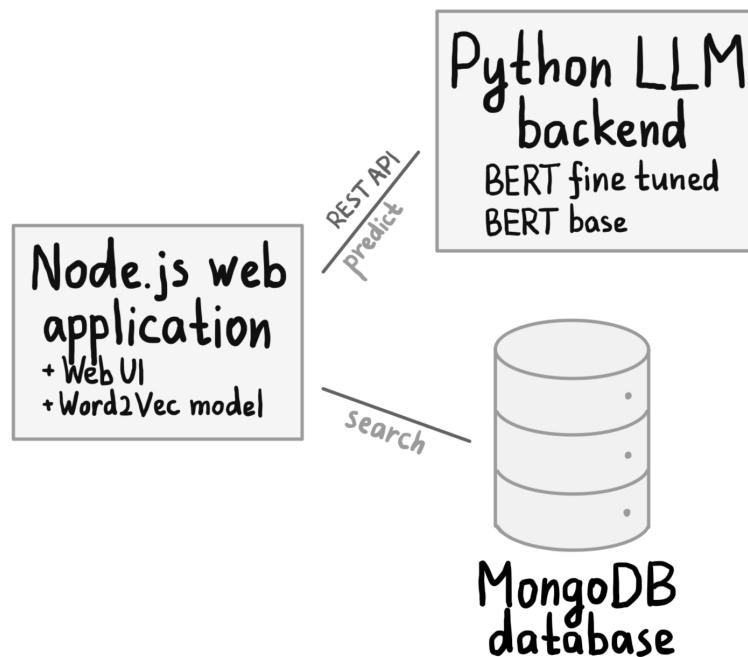 Python LLM
backend
BERT fine tuned
BERT base
REST API
predict
Node.js web
application
+ Web UI
+ Word2Vec model
search
MongoDB
database